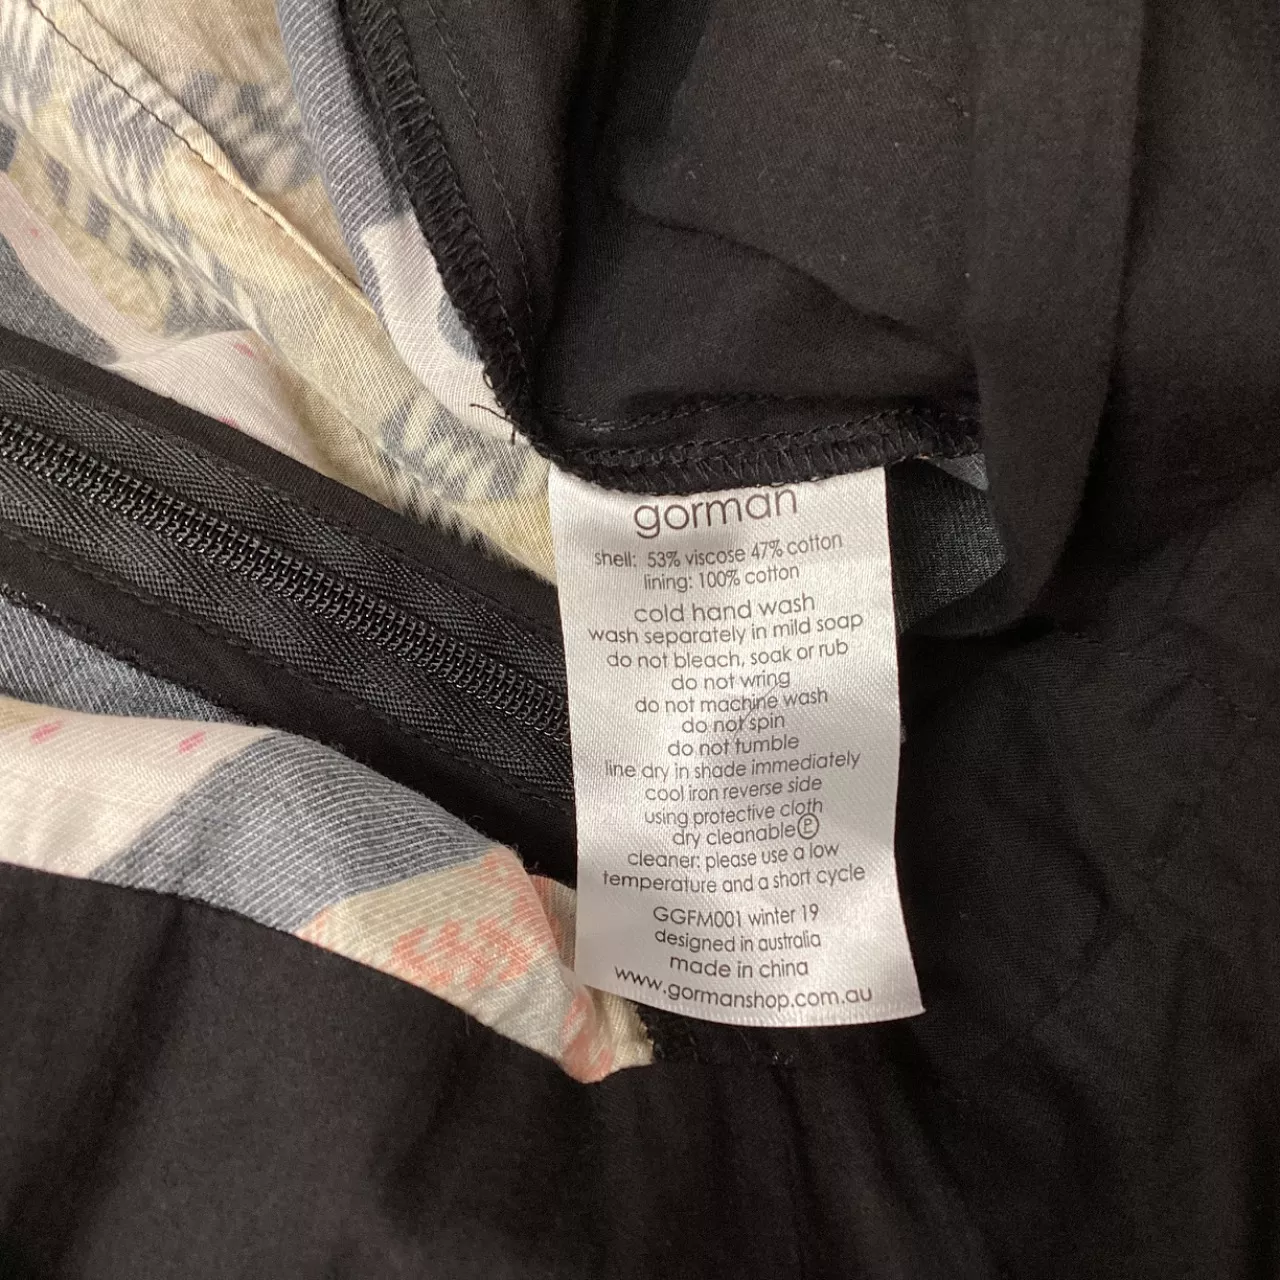 gorman
shell: 53% viscose 47% cotton
lining: 100% cotton
cold hand wash
wash separately in mild soap
do not bleach, soak or rub
do not wring
do not machine wash
do not spin
do not tumble
line dry in shade immediately
cool iron reverse side
using protective cloth
dry cleanable Ⓟ
cleaner: please use a low
temperature and a short cycle
GGFM001 winter 19
designed in australia
made in china
www.gormanshop.com.au